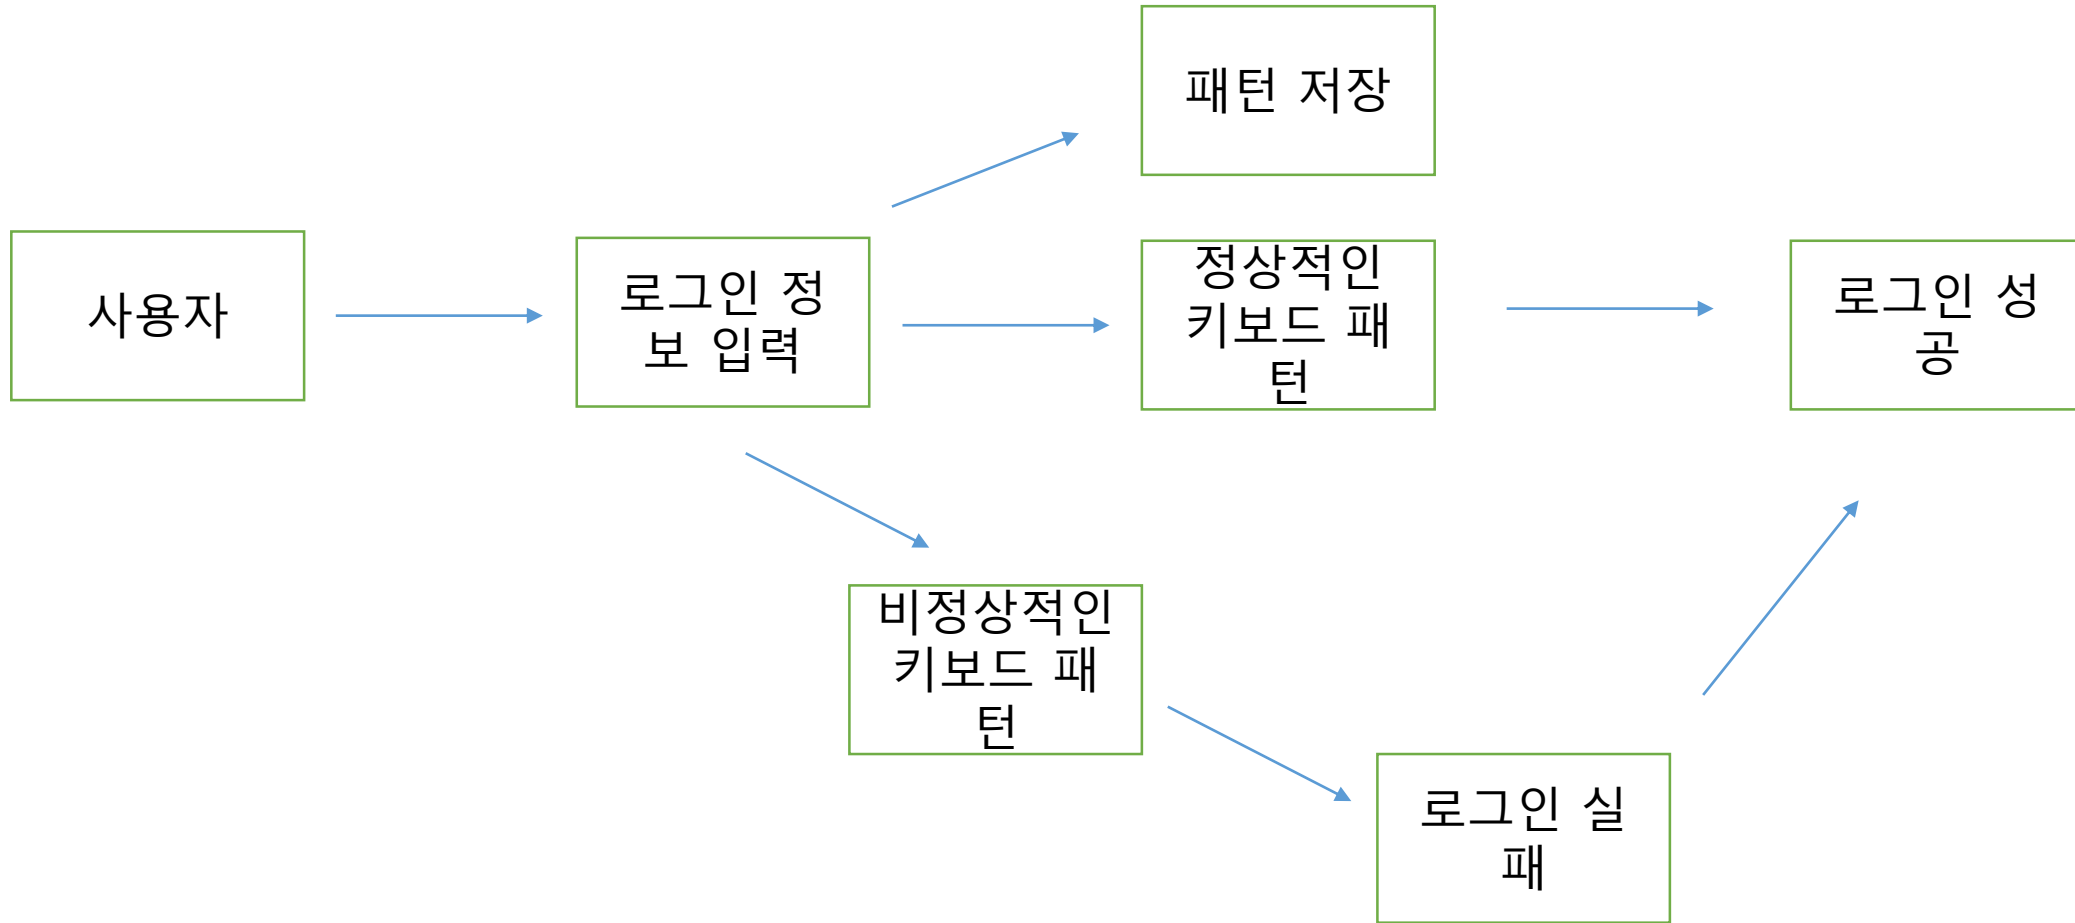 패턴 저장
사용자
로그인 정
보 입력
정상적인
키보드 패
턴
로그인 성
공
비정상적인
키보드 패
턴
로그인 실
패